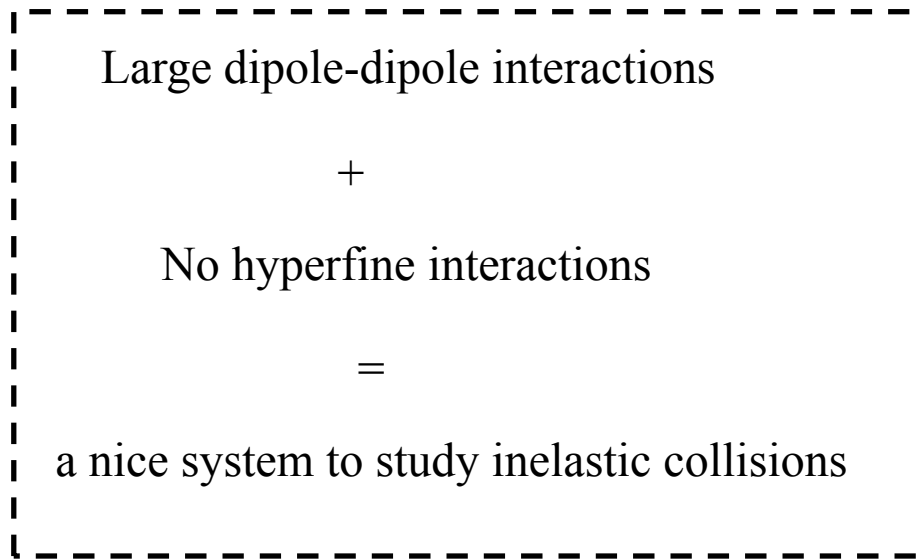 Large dipole-dipole interactions
+
No hyperfine interactions
=
a nice system to study inelastic collisions